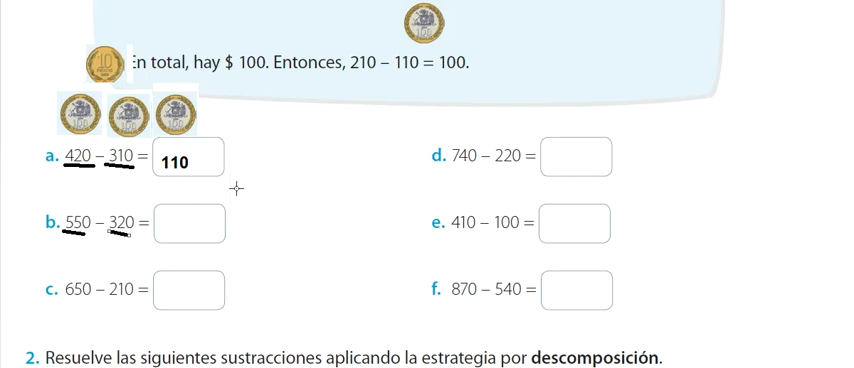 100
10
PESOS
En total, hay $ 100. Entonces, 210 – 110 = 100.
100 100 100
a. 420 – 310 = 110
b. 550 – 320 =
c. 650 – 210 =
d. 740 – 220 =
e. 410 – 100 =
f. 870 – 540 =
2. Resuelve las siguientes sustracciones aplicando la estrategia por descomposición.